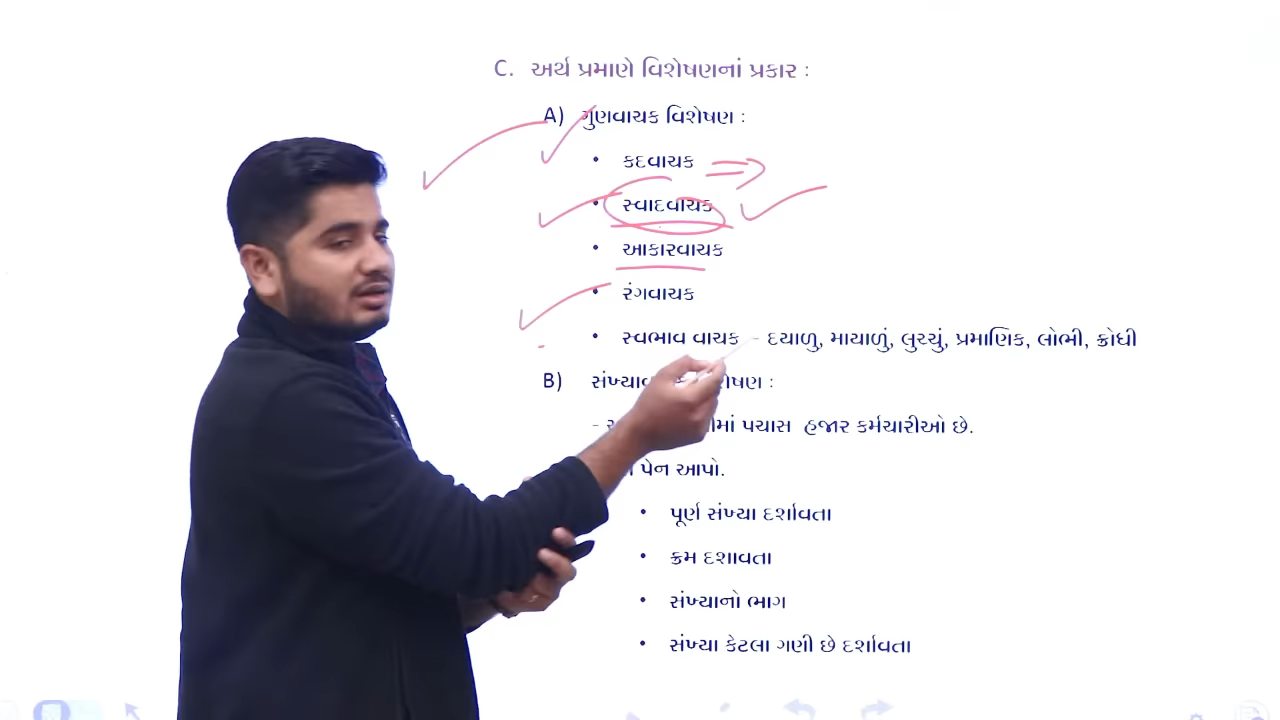 C. અર્થ પ્રમાણે વિશેષણનાં પ્રકાર :
A) ગુણવાચક વિશેષણ :
• કદવાચક
• સ્વાદવાચક
• આકારવાચક
• રંગવાચક
• સ્વભાવ વાચક - દયાળુ, માયાળું, લુચ્ચું, પ્રમાણિક, લોભી, ક્રોધી
B) :
- પચાસ હજાર કર્મચારીઓ છે.
પેન આપો.
• પૂર્ણ સંખ્યા દર્શાવતા
• ક્રમ દશાવતા
• સંખ્યાનો ભાગ
• સંખ્યા કેટલા ગણી છે દર્શાવતા